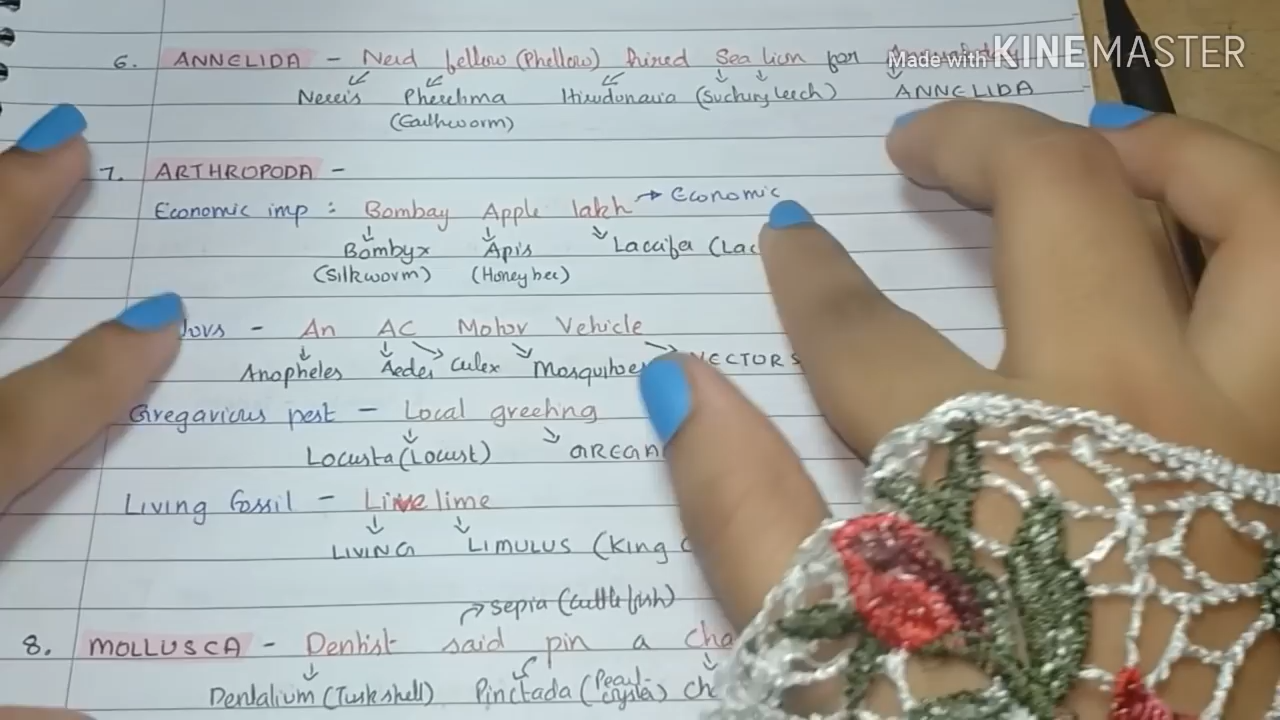 Made with KINEMASTER
6. ANNELIDA - Nerd fellow (Phellow) hired Sea lion for
Nereis Pheretima Hirudunaria (Sucking leech) ANNELIDA
(Earthworm)
7. ARTHROPODA -
Economic imp : Bombay Apple lakh → Economic
Bombyx Apis Laccifer (Lac
(Silkworm) (Honey bee)
- An AC Motor Vehicle
Anopheles Aedes Culex VECTORS
Gregarious pest - Local greeting
Locusta (Locust)
Living fossil - Live lime
LIVING LIMULUS (King
Sepia (Cuttle fish)
8. MOLLUSCA - Dentist said pin a
Dentalium (Tusk shell) Pinctada (Pearl-
oyster)